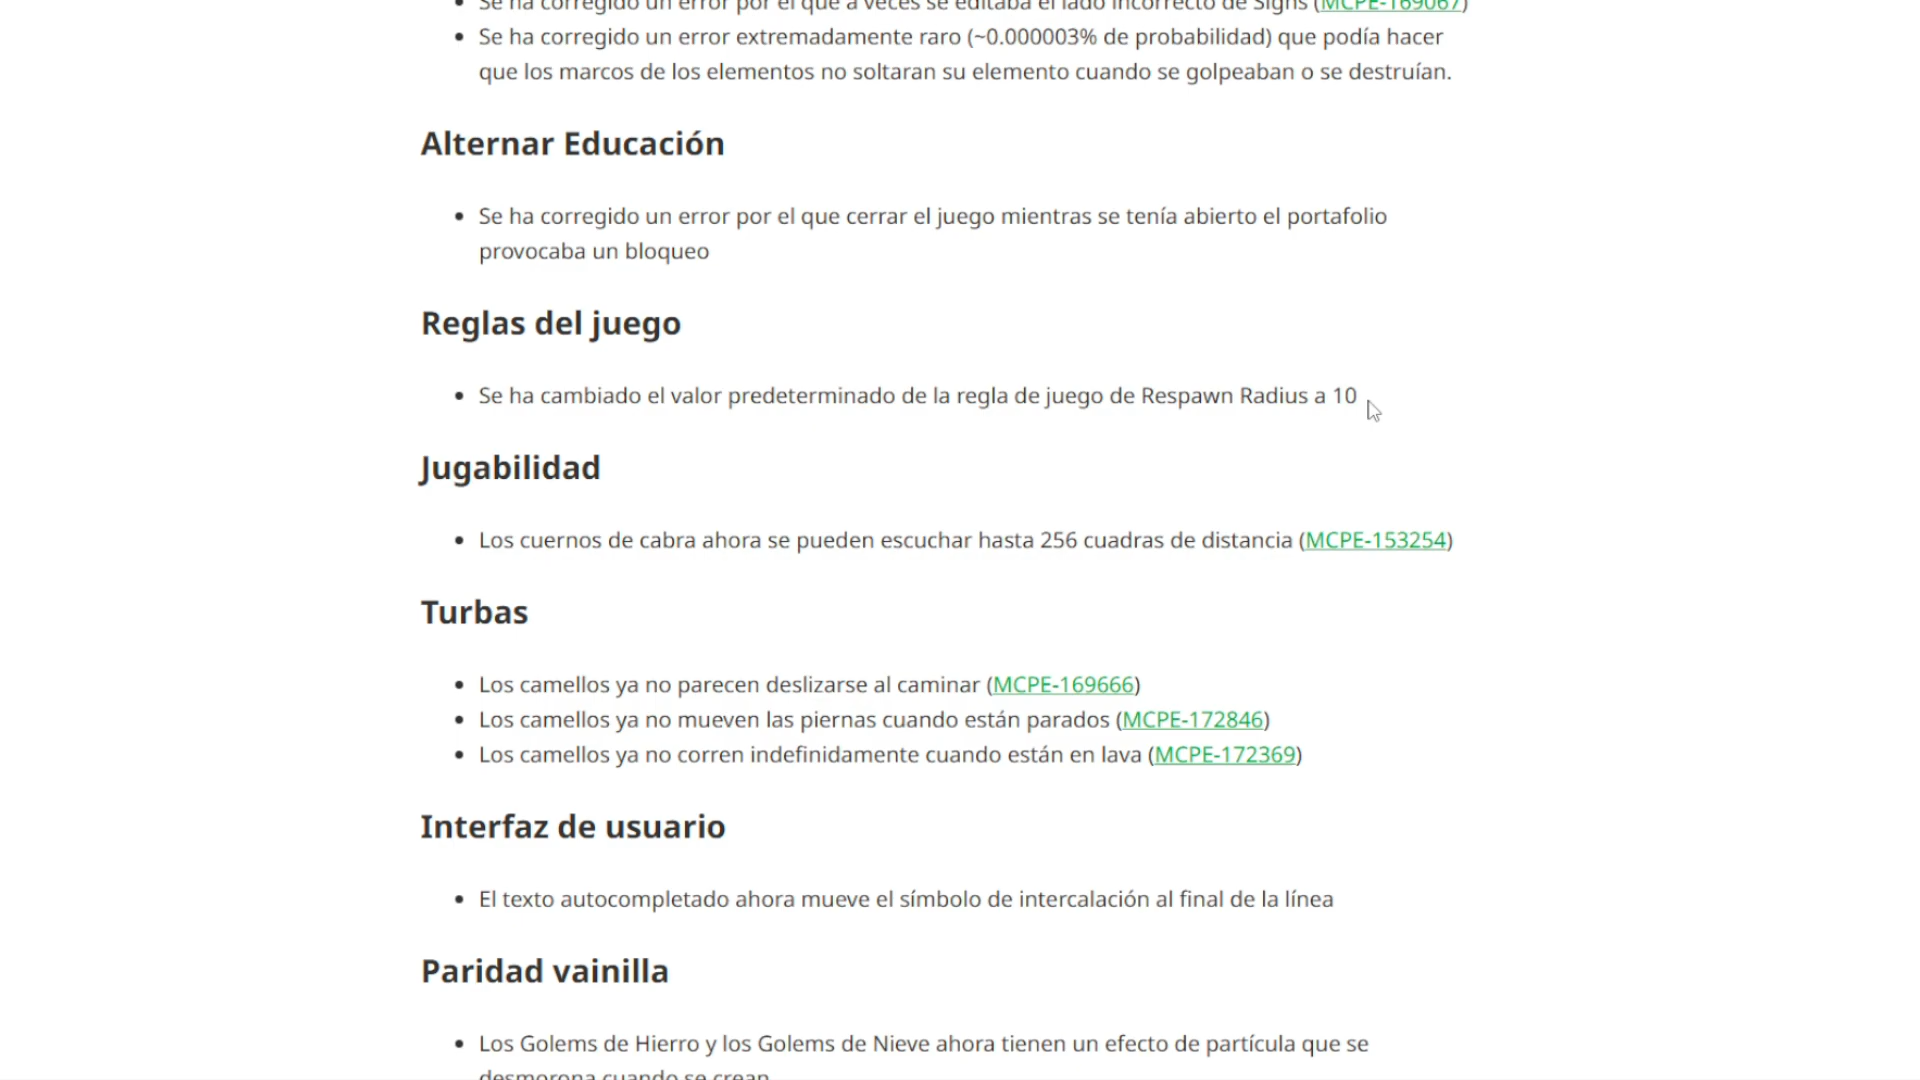 Se ha corregido un error por el que a veces se editaba el lado incorrecto de Signs (MCPE-169067)
Se ha corregido un error extremadamente raro (~0.000003% de probabilidad) que podía hacer
que los marcos de los elementos no soltaran su elemento cuando se golpeaban o se destruían.
Alternar Educación
Se ha corregido un error por el que cerrar el juego mientras se tenía abierto el portafolio
provocaba un bloqueo
Reglas del juego
Se ha cambiado el valor predeterminado de la regla de juego de Respawn Radius a 10
Jugabilidad
Los cuernos de cabra ahora se pueden escuchar hasta 256 cuadras de distancia (MCPE-153254)
Turbas
Los camellos ya no parecen deslizarse al caminar (MCPE-169666)
Los camellos ya no mueven las piernas cuando están parados (MCPE-172846)
Los camellos ya no corren indefinidamente cuando están en lava (MCPE-172369)
Interfaz de usuario
El texto autocompletado ahora mueve el símbolo de intercalación al final de la línea
Paridad vainilla
Los Golems de Hierro y los Golems de Nieve ahora tienen un efecto de partícula que se
desmorona cuando se crean